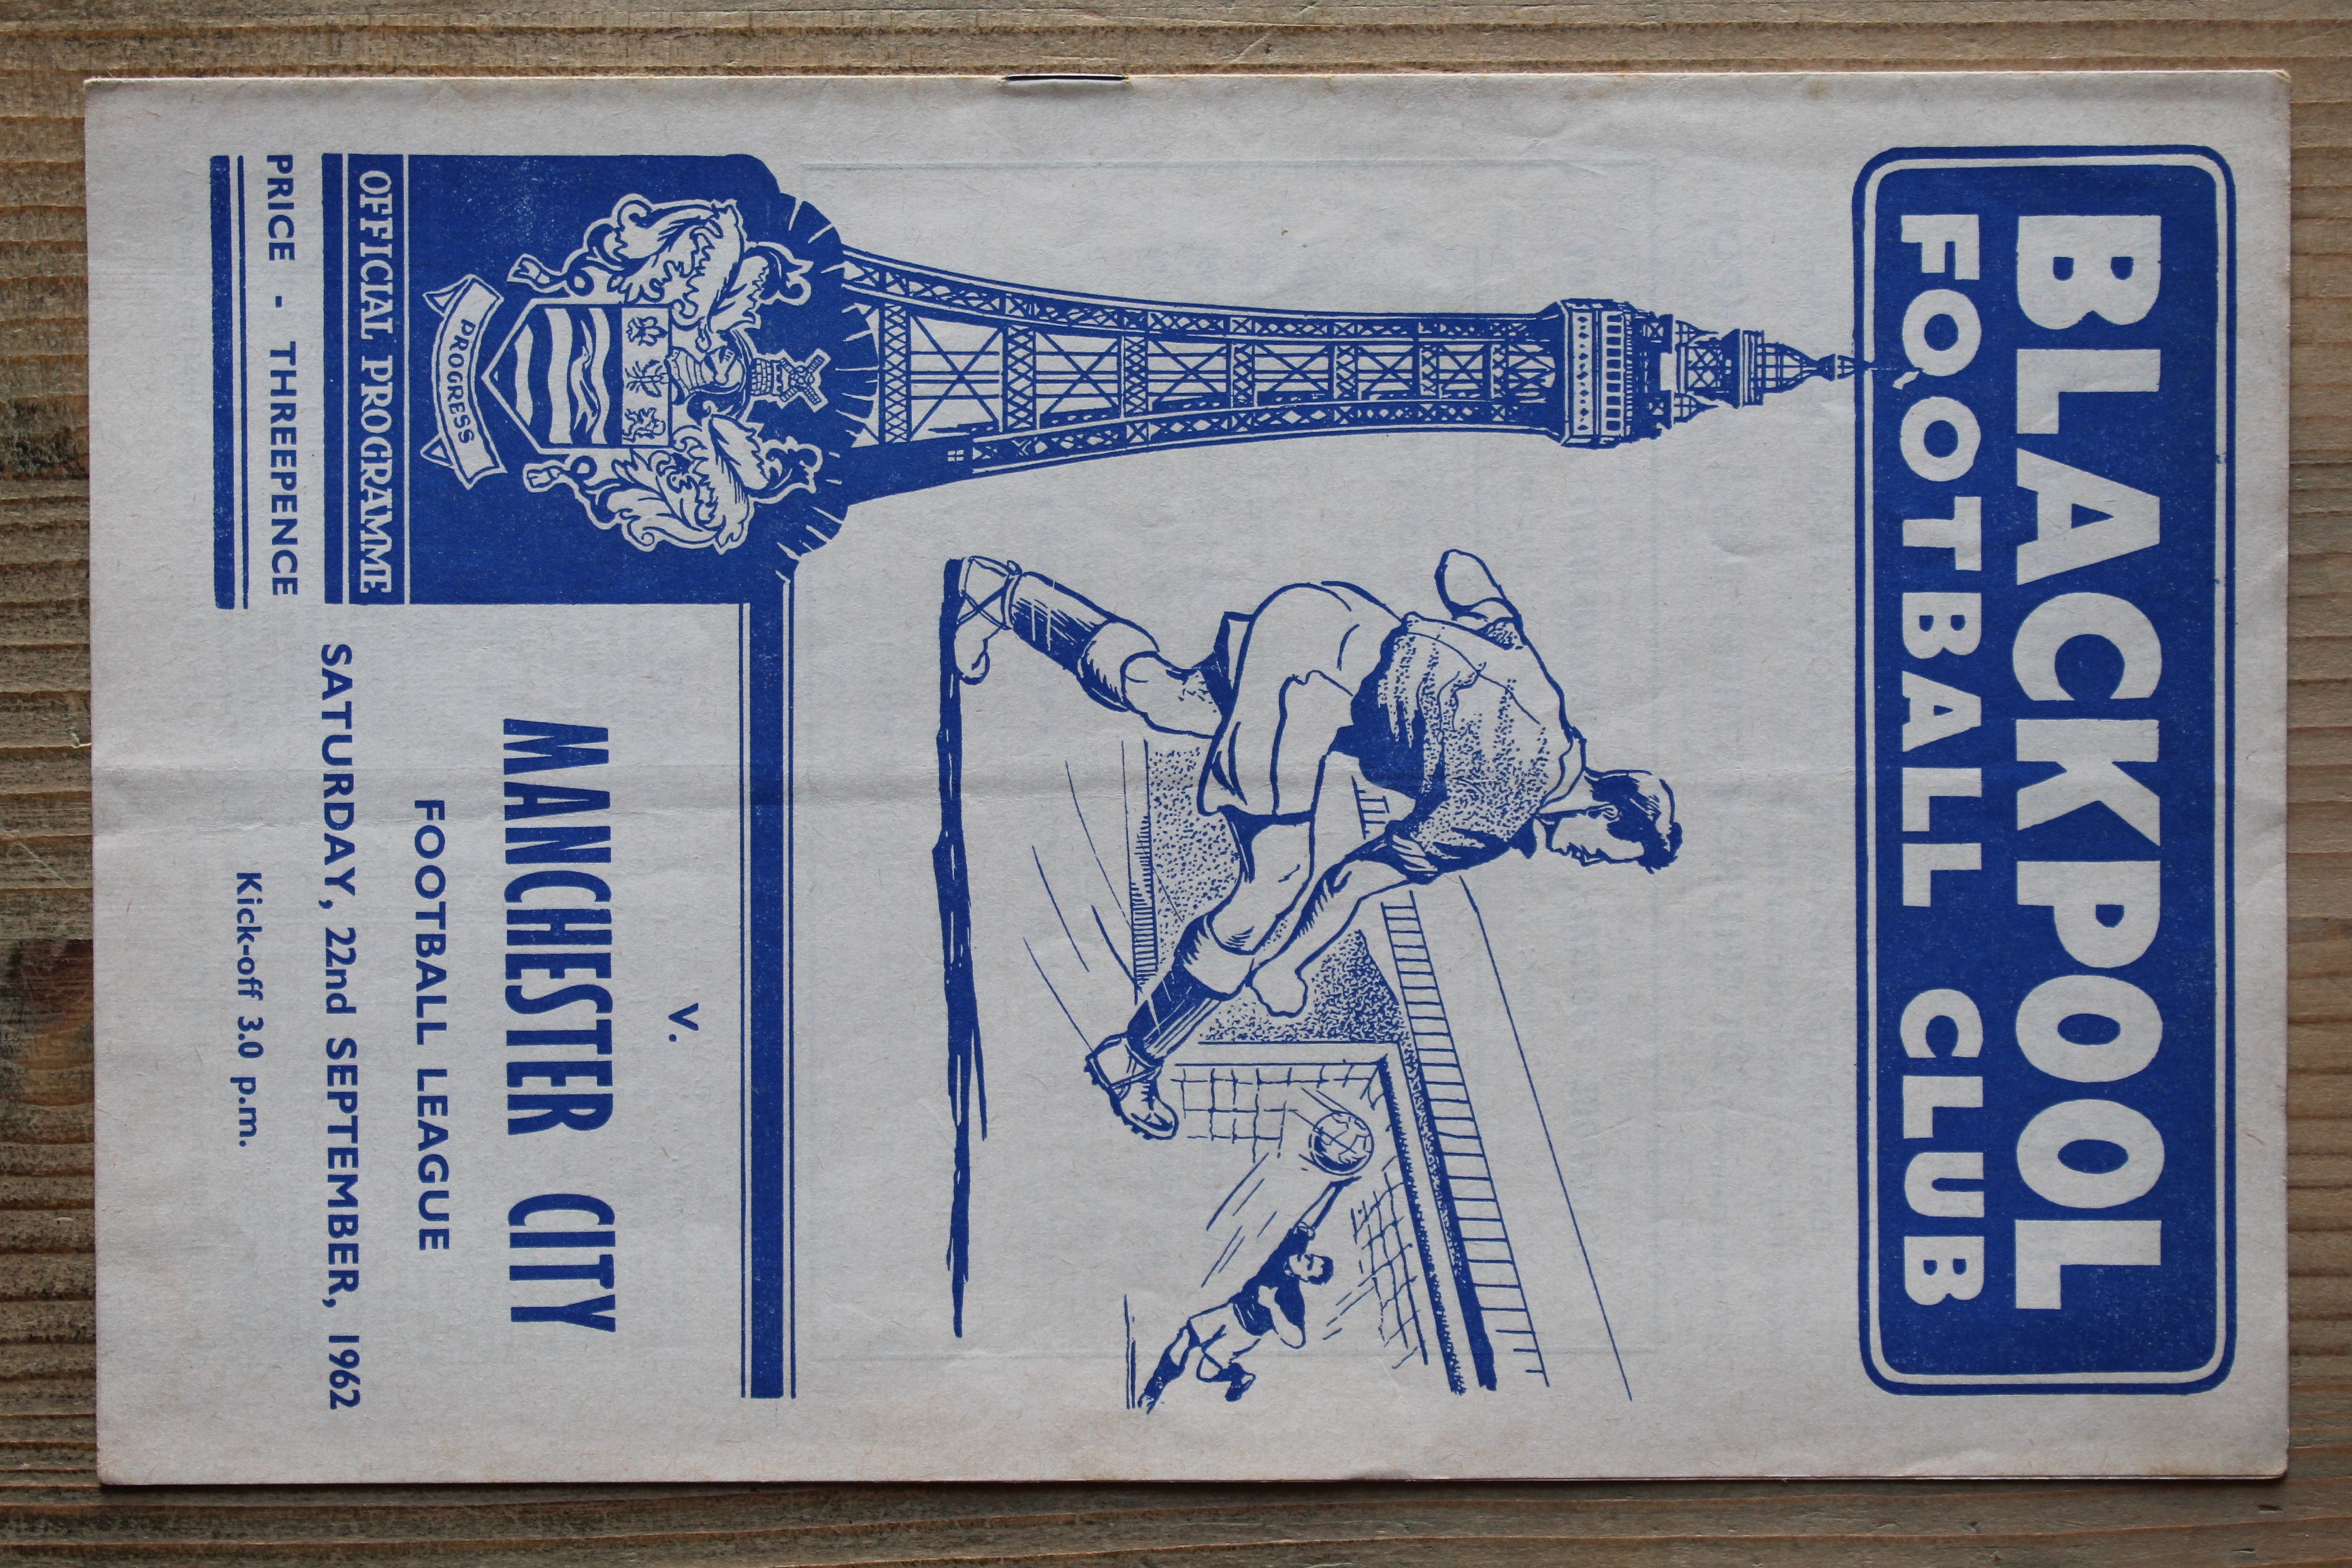 BLACKPOOL
FOOTBALL CLUB
PROGRESS
OFFICIAL PROGRAMME
PRICE - THREEPENCE
v.
MANCHESTER CITY
FOOTBALL LEAGUE
SATURDAY, 22nd SEPTEMBER, 1962
Kick-off 3.0 p.m.